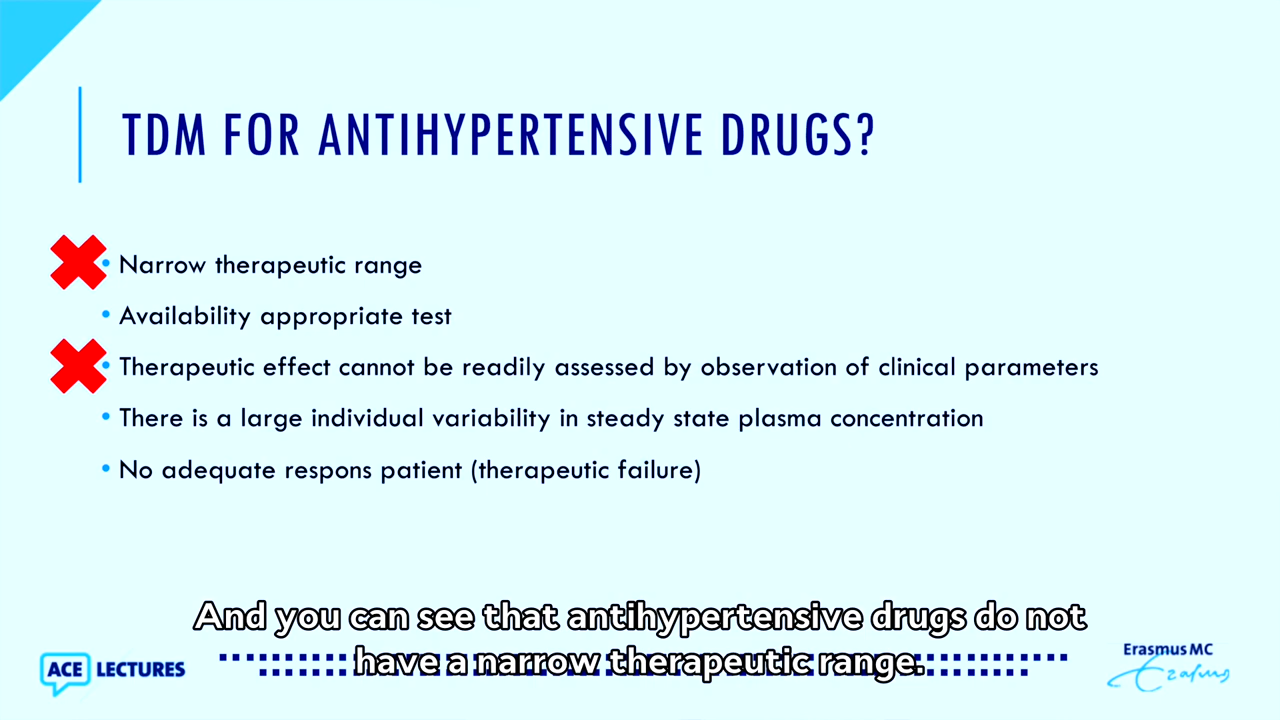 TDM FOR ANTIHYPERTENSIVE DRUGS?
• Narrow therapeutic range
• Availability appropriate test
• Therapeutic effect cannot be readily assessed by observation of clinical parameters
• There is a large individual variability in steady state plasma concentration
• No adequate respons patient (therapeutic failure)
And you can see that antihypertensive drugs do not
have a narrow therapeutic range.
ACE LECTURES
Erasmus MC
Erasmus